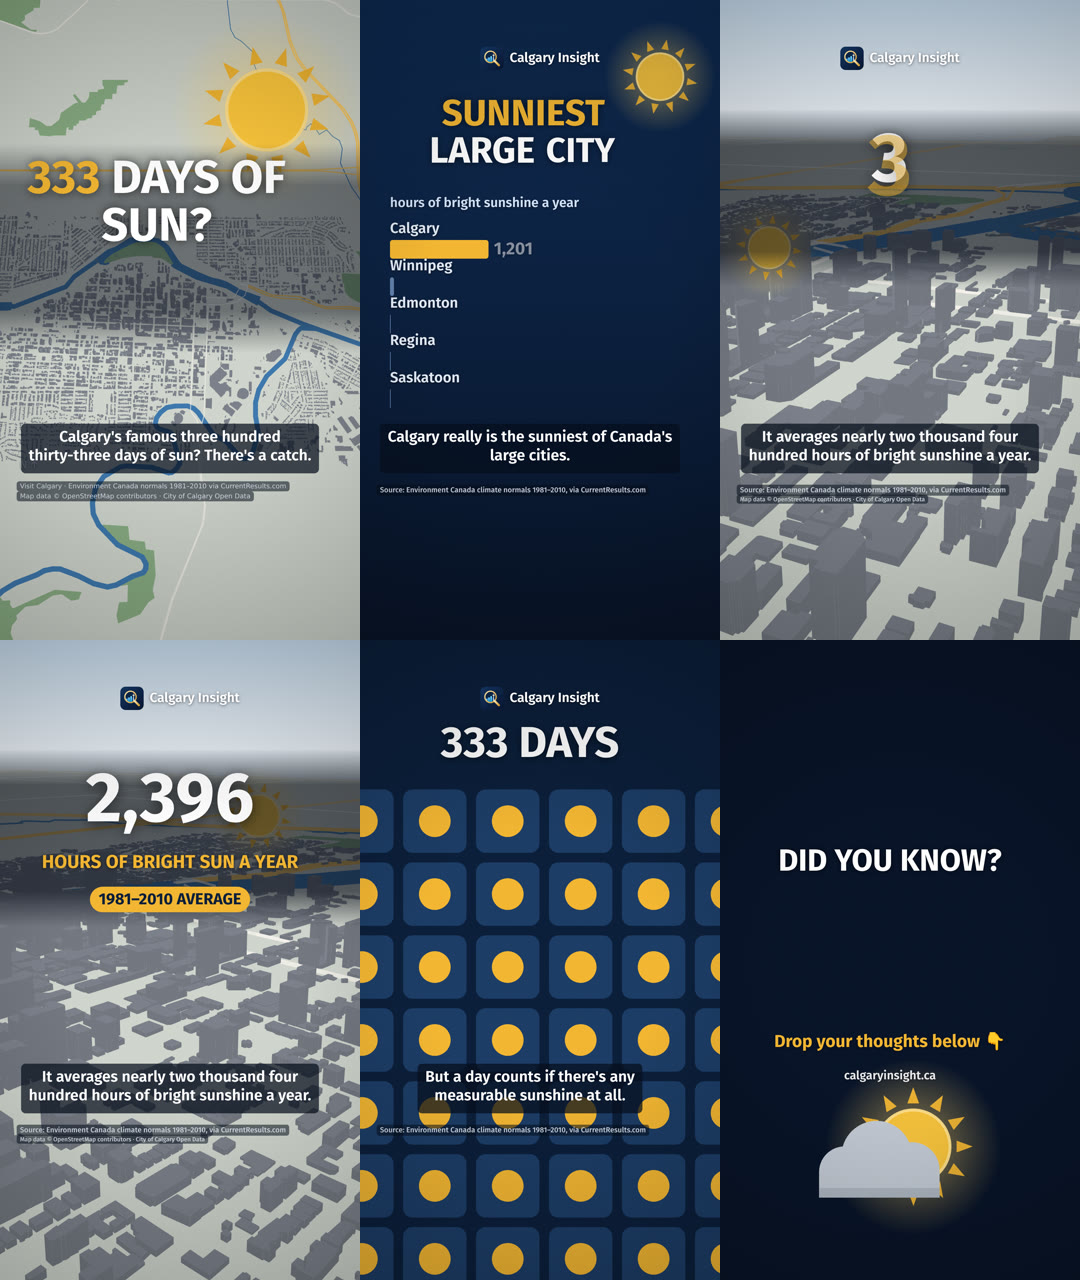 333 DAYS OF
SUN?
Calgary's famous three hundred
thirty-three days of sun? There's a catch.
Visit Calgary · Environment Canada climate normals 1981–2010, via CurrentResults.com
Map data © OpenStreetMap contributors · City of Calgary Open Data
Calgary Insight
SUNNIEST
LARGE CITY
hours of bright sunshine a year
Calgary
1,201
Winnipeg
Edmonton
Regina
Saskatoon
Calgary really is the sunniest of Canada's
large cities.
Source: Environment Canada climate normals 1981–2010, via CurrentResults.com
Calgary Insight
3
It averages nearly two thousand four
hundred hours of bright sunshine a year.
Source: Environment Canada climate normals 1981–2010, via CurrentResults.com
Map data © OpenStreetMap contributors · City of Calgary Open Data
Calgary Insight
2,396
HOURS OF BRIGHT SUN A YEAR
1981–2010 AVERAGE
It averages nearly two thousand four
hundred hours of bright sunshine a year.
Source: Environment Canada climate normals 1981–2010, via CurrentResults.com
Map data © OpenStreetMap contributors · City of Calgary Open Data
Calgary Insight
333 DAYS
But a day counts if there's any
measurable sunshine at all.
Source: Environment Canada climate normals 1981–2010, via CurrentResults.com
DID YOU KNOW?
Drop your thoughts below 👇
calgaryinsight.ca